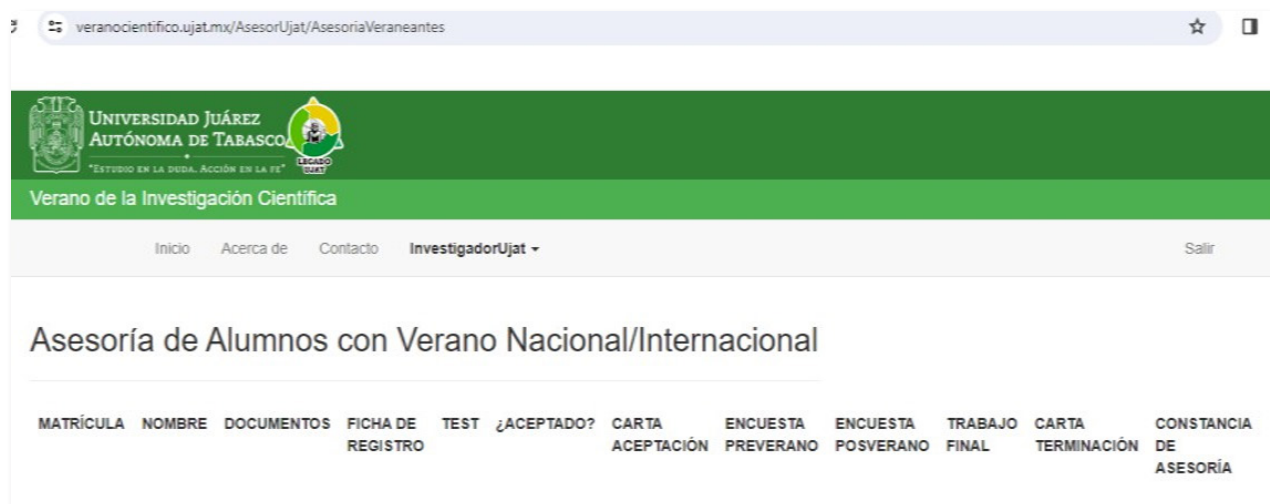 veranocientifico.ujat.mx/AsesorUjat/AsesoriaVeraneantes
UNIVERSIDAD JUÁREZ
AUTÓNOMA DE TABASCO
"ESTUDIO EN LA DUDA. ACCIÓN EN LA FE"
LEGADO
UJAT
Verano de la Investigación Científica
Inicio Acerca de Contacto InvestigadorUjat Salir
Asesoría de Alumnos con Verano Nacional/Internacional
MATRÍCULA NOMBRE DOCUMENTOS FICHA DE TEST ¿ACEPTADO? CARTA ENCUESTA ENCUESTA TRABAJO CARTA CONSTANCIA
REGISTRO ACEPTACIÓN PREVERANO POSVERANO FINAL TERMINACIÓN DE
ASESORÍA